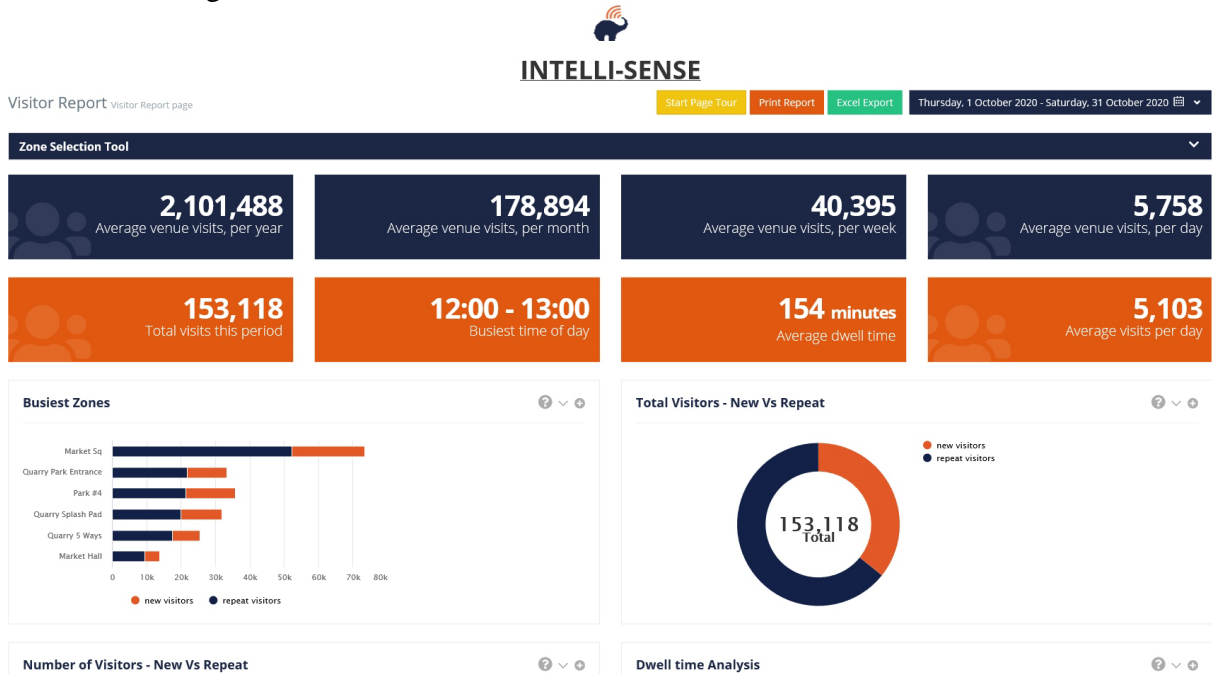 INTELLI-SENSE
Visitor Report Visitor Report page
Start Page Tour
Print Report
Excel Export
Thursday, 1 October 2020 - Saturday, 31 October 2020
Zone Selection Tool
2,101,488
Average venue visits, per year
178,894
Average venue visits, per month
40,395
Average venue visits, per week
5,758
Average venue visits, per day
153,118
Total visits this period
12:00 - 13:00
Busiest time of day
154 minutes
Average dwell time
5,103
Average visits per day
Busiest Zones
Market Sq
Quarry Park Entrance
Park #4
Quarry Splash Pad
Quarry 5 Ways
Market Hall
0 10k 20k 30k 40k 50k 60k 70k 80k
new visitors repeat visitors
Total Visitors - New Vs Repeat
new visitors
repeat visitors
153,118
Total
Number of Visitors - New Vs Repeat
Dwell time Analysis